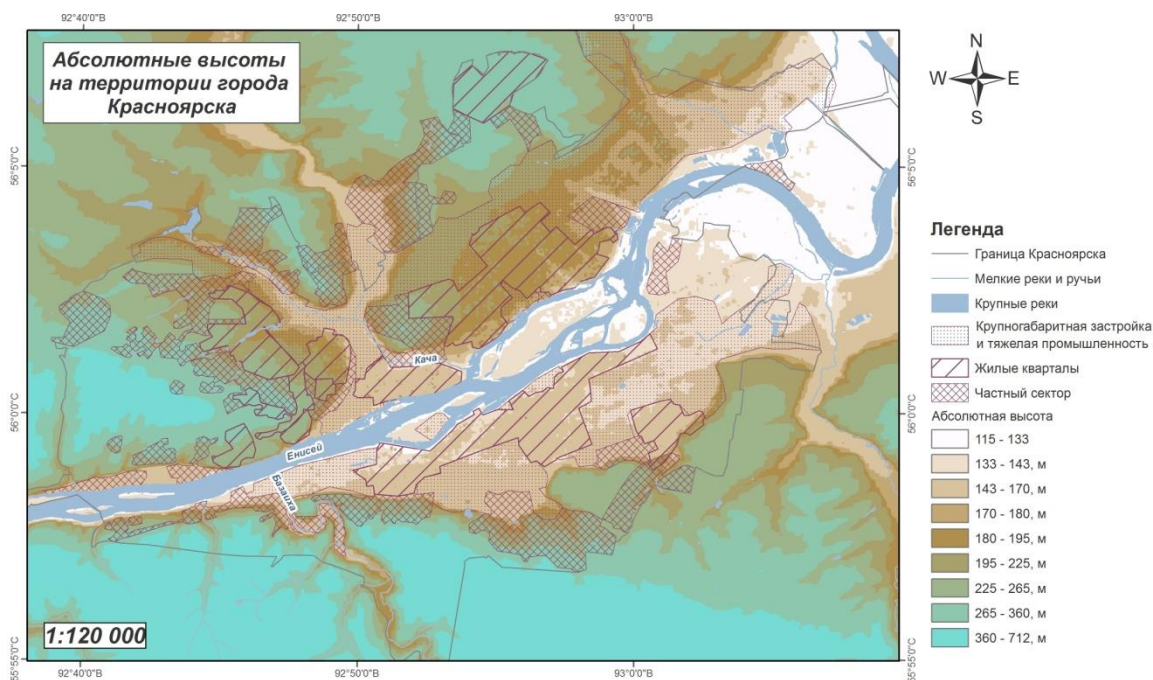 92°40'0"В
92°50'0"В
93°0'0"В
Абсолютные высоты
на территории города
Красноярска
N
W
E
S
56°5'0"С
56°5'0"С
Легенда
Граница Красноярска
Мелкие реки и ручьи
Крупные реки
Крупногабаритная застройка
и тяжелая промышленность
Жилые кварталы
Частный сектор
Абсолютная высота
115 - 133
133 - 143, м
143 - 170, м
170 - 180, м
180 - 195, м
195 - 225, м
225 - 265, м
265 - 360, м
360 - 712, м
Кача
56°0'0"С
56°0'0"С
Енисей
Базаиха
1:120 000
55°55'0"С
55°55'0"С
92°40'0"В
92°50'0"В
93°0'0"В